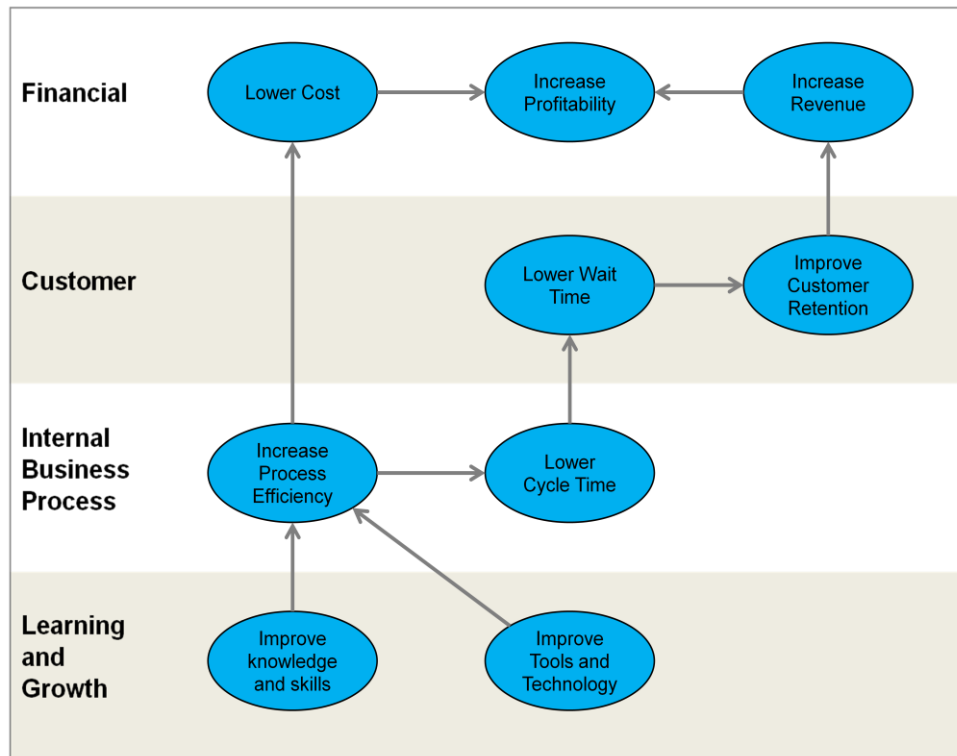 Financial
Lower Cost
Increase
Profitability
Increase
Revenue
Customer
Lower Wait
Time
Improve
Customer
Retention
Internal
Business
Process
Increase
Process
Efficiency
Lower
Cycle Time
Learning
and
Growth
Improve
knowledge
and skills
Improve
Tools and
Technology